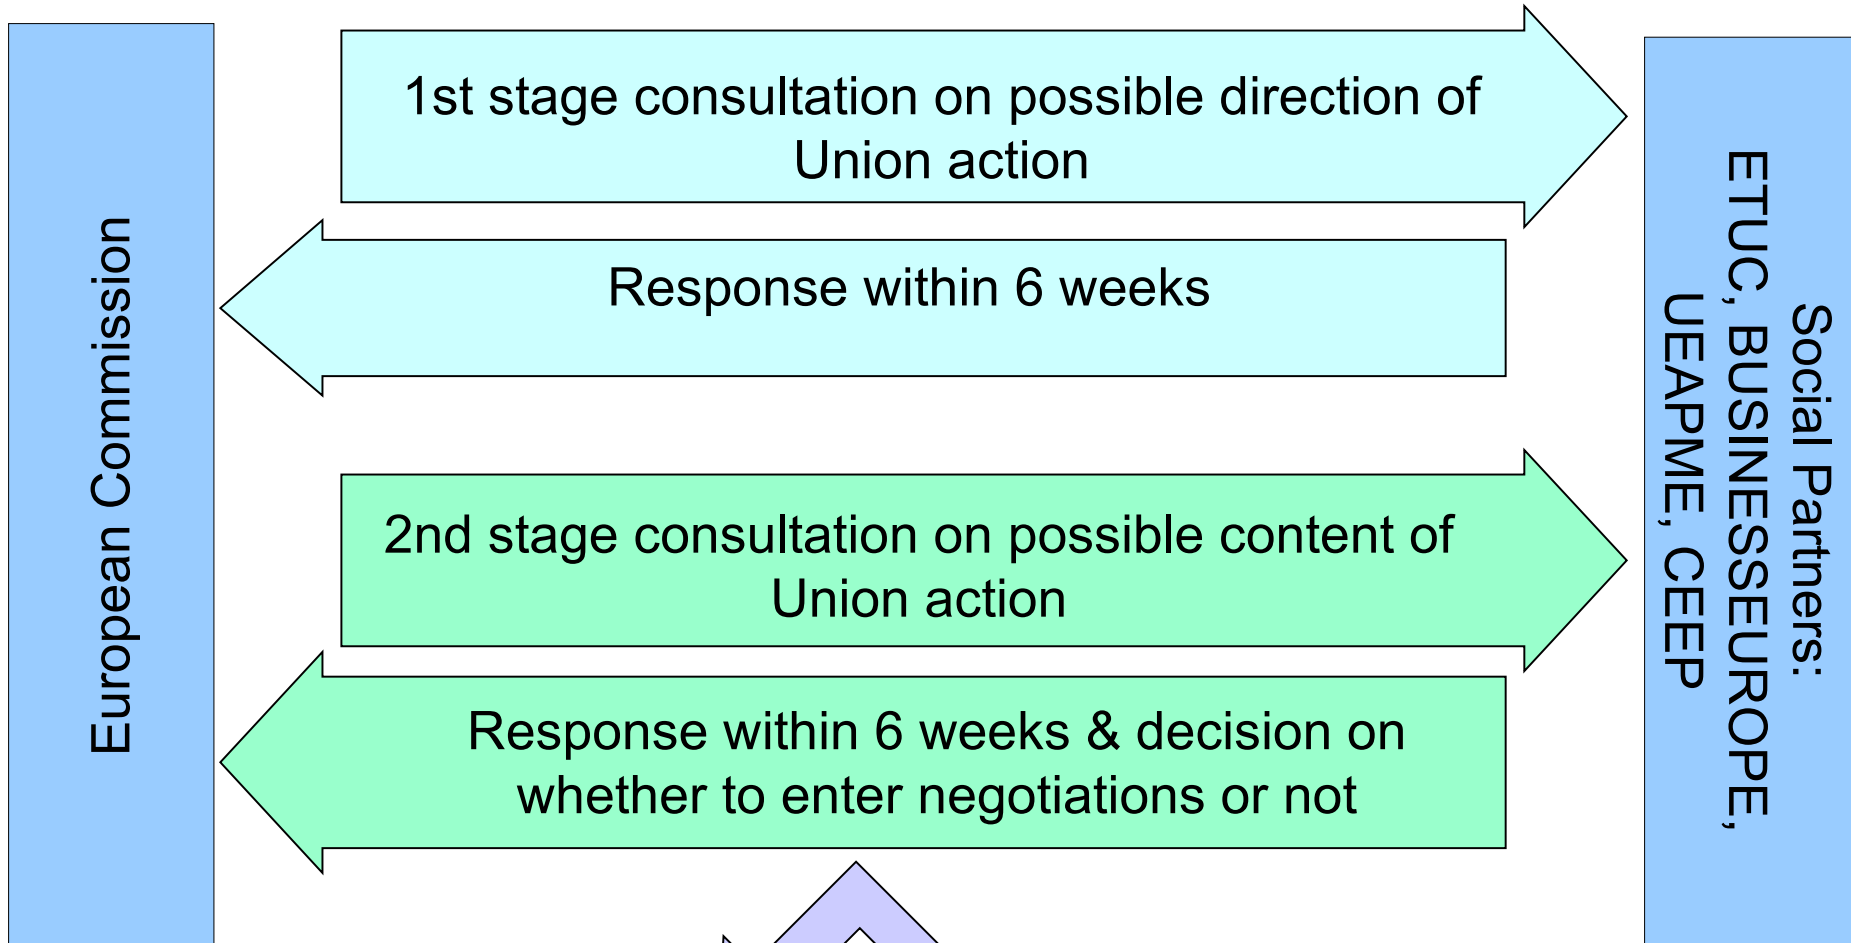 European Commission
1st stage consultation on possible direction of
Union action
Response within 6 weeks
2nd stage consultation on possible content of
Union action
Response within 6 weeks & decision on
whether to enter negotiations or not
Social Partners:
ETUC, BUSINESSEUROPE,
UEAPME, CEEP